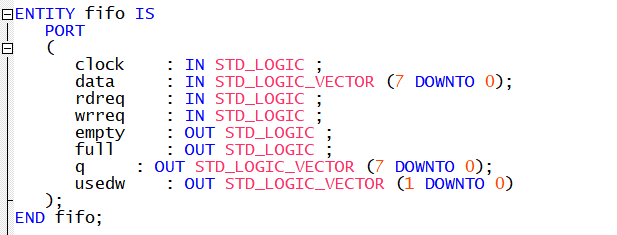 ENTITY fifo IS
PORT
(
clock : IN STD_LOGIC ;
data : IN STD_LOGIC_VECTOR (7 DOWNTO 0);
rdreq : IN STD_LOGIC ;
wrreq : IN STD_LOGIC ;
empty : OUT STD_LOGIC ;
full : OUT STD_LOGIC ;
q : OUT STD_LOGIC_VECTOR (7 DOWNTO 0);
usedw : OUT STD_LOGIC_VECTOR (1 DOWNTO 0)
);
END fifo;